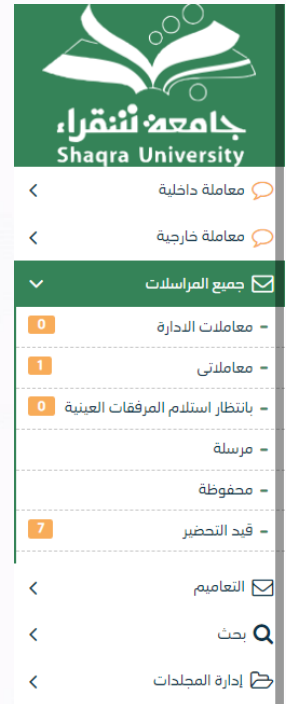 جامعة شقراء
Shaqra University
معاملة داخلية
معاملة خارجية
جميع المراسلات
- معاملات الادارة 0
- معاملاتى 1
- بانتظار استلام المرفقات العينية 0
- مرسلة
- محفوظة
- قيد التحضير 7
التعاميم
بحث
إدارة المجلدات